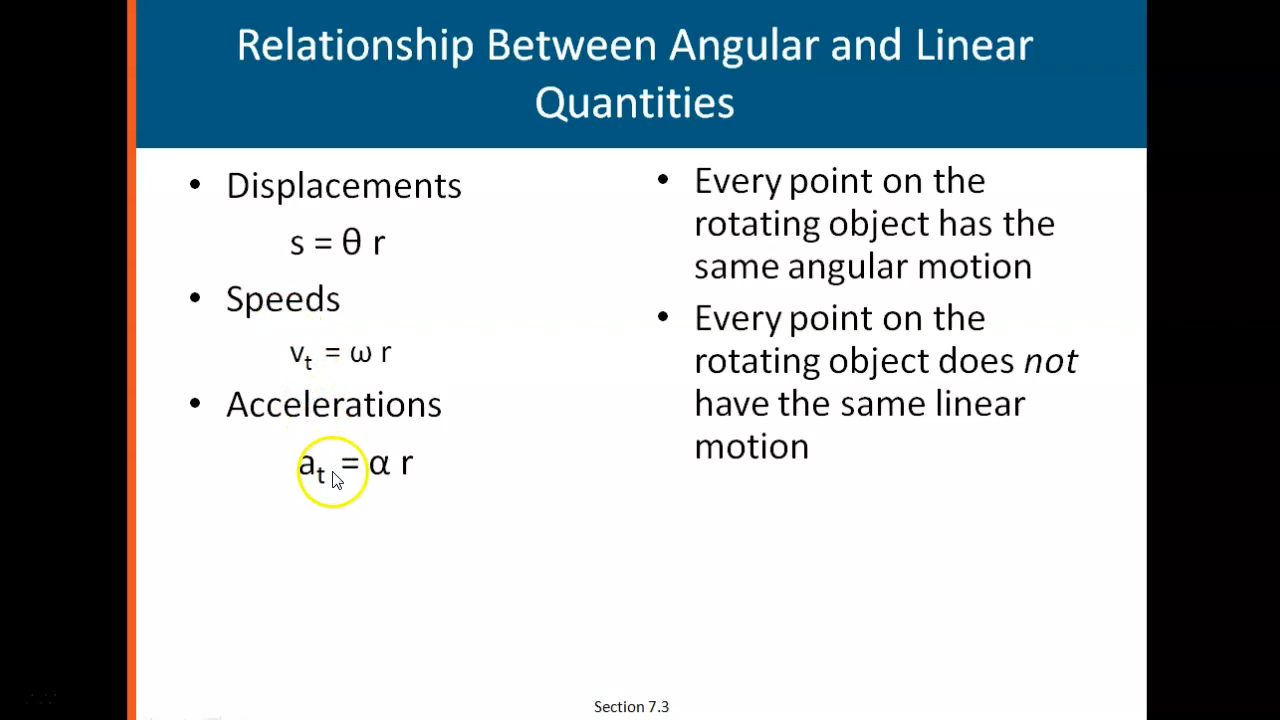 Relationship Between Angular and Linear
Quantities
• Displacements
s = θ r
• Speeds
vₜ = ω r
• Accelerations
aₜ = α r
• Every point on the
rotating object has the
same angular motion
• Every point on the
rotating object does not
have the same linear
motion
Section 7.3